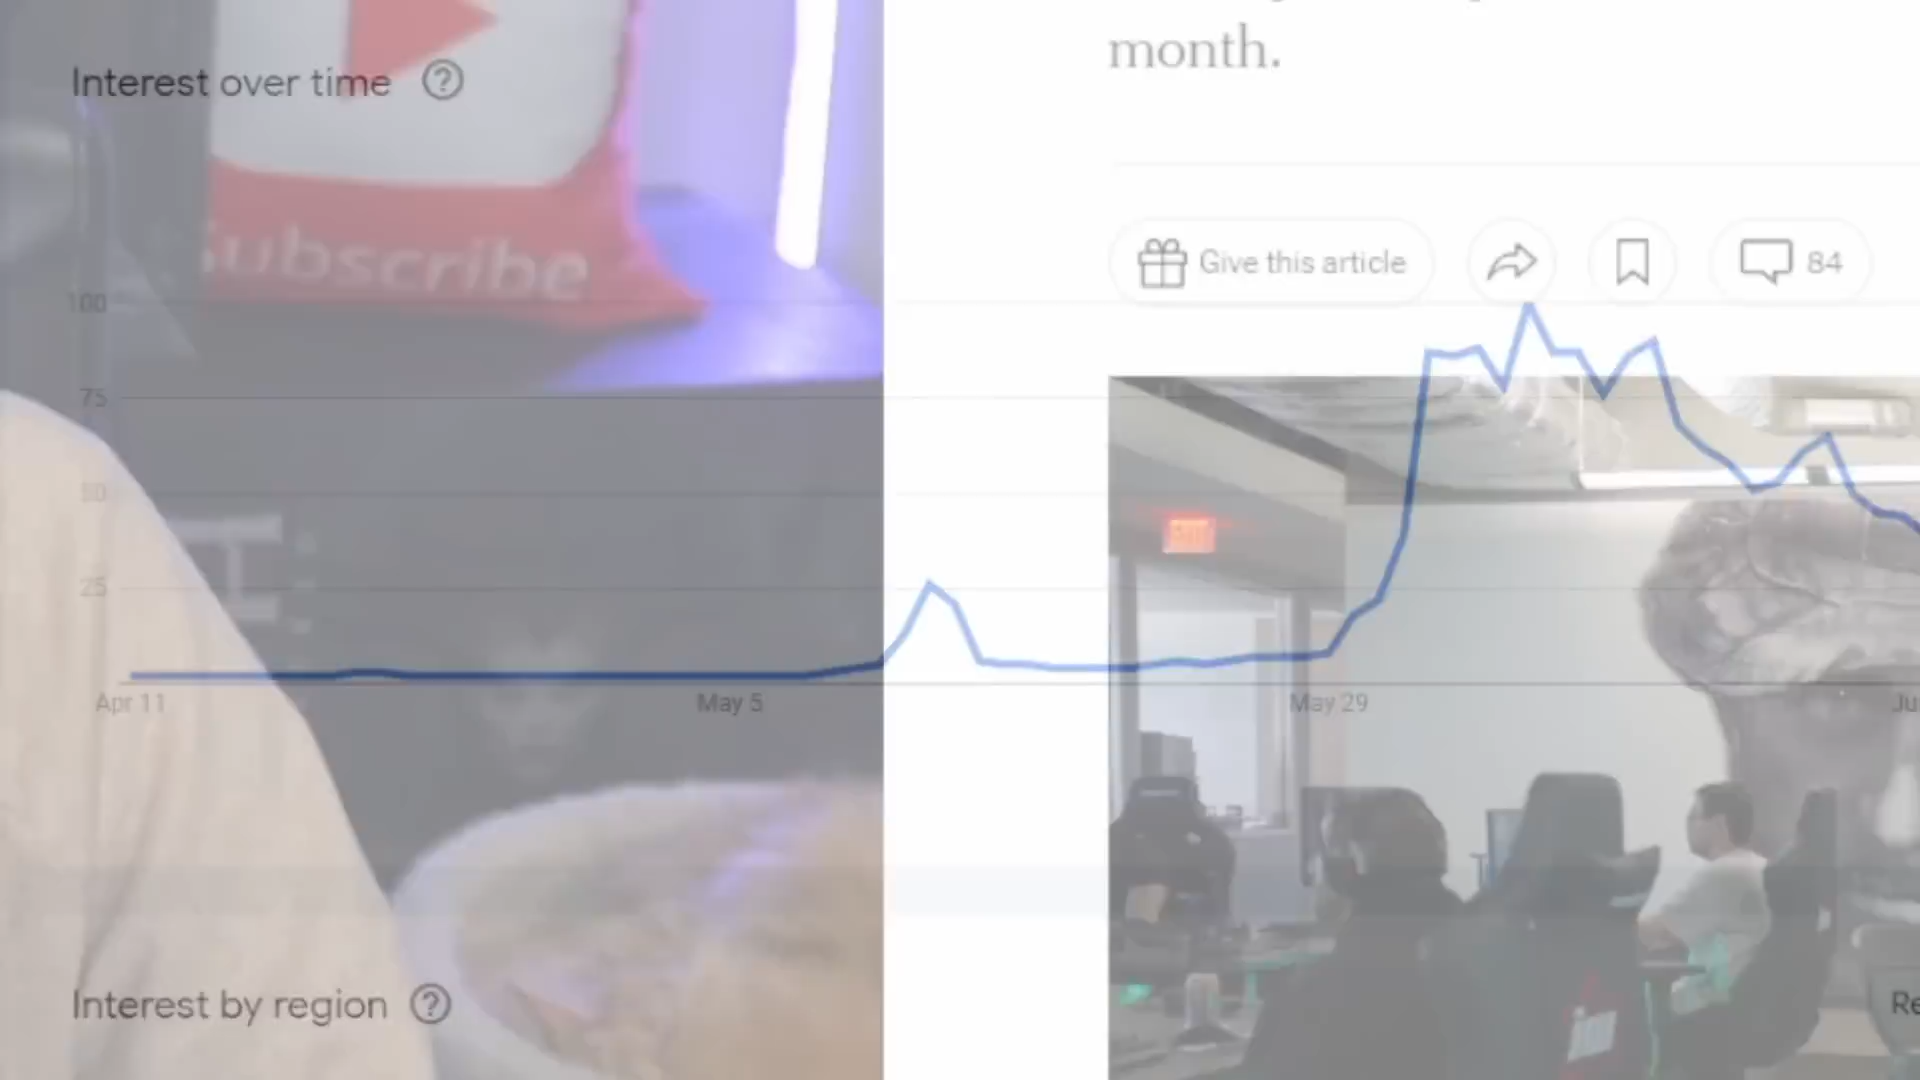 month.
Interest over time
Subscribe
Give this article
84
100
75
50
25
Apr 11
May 5
May 29
Interest by region